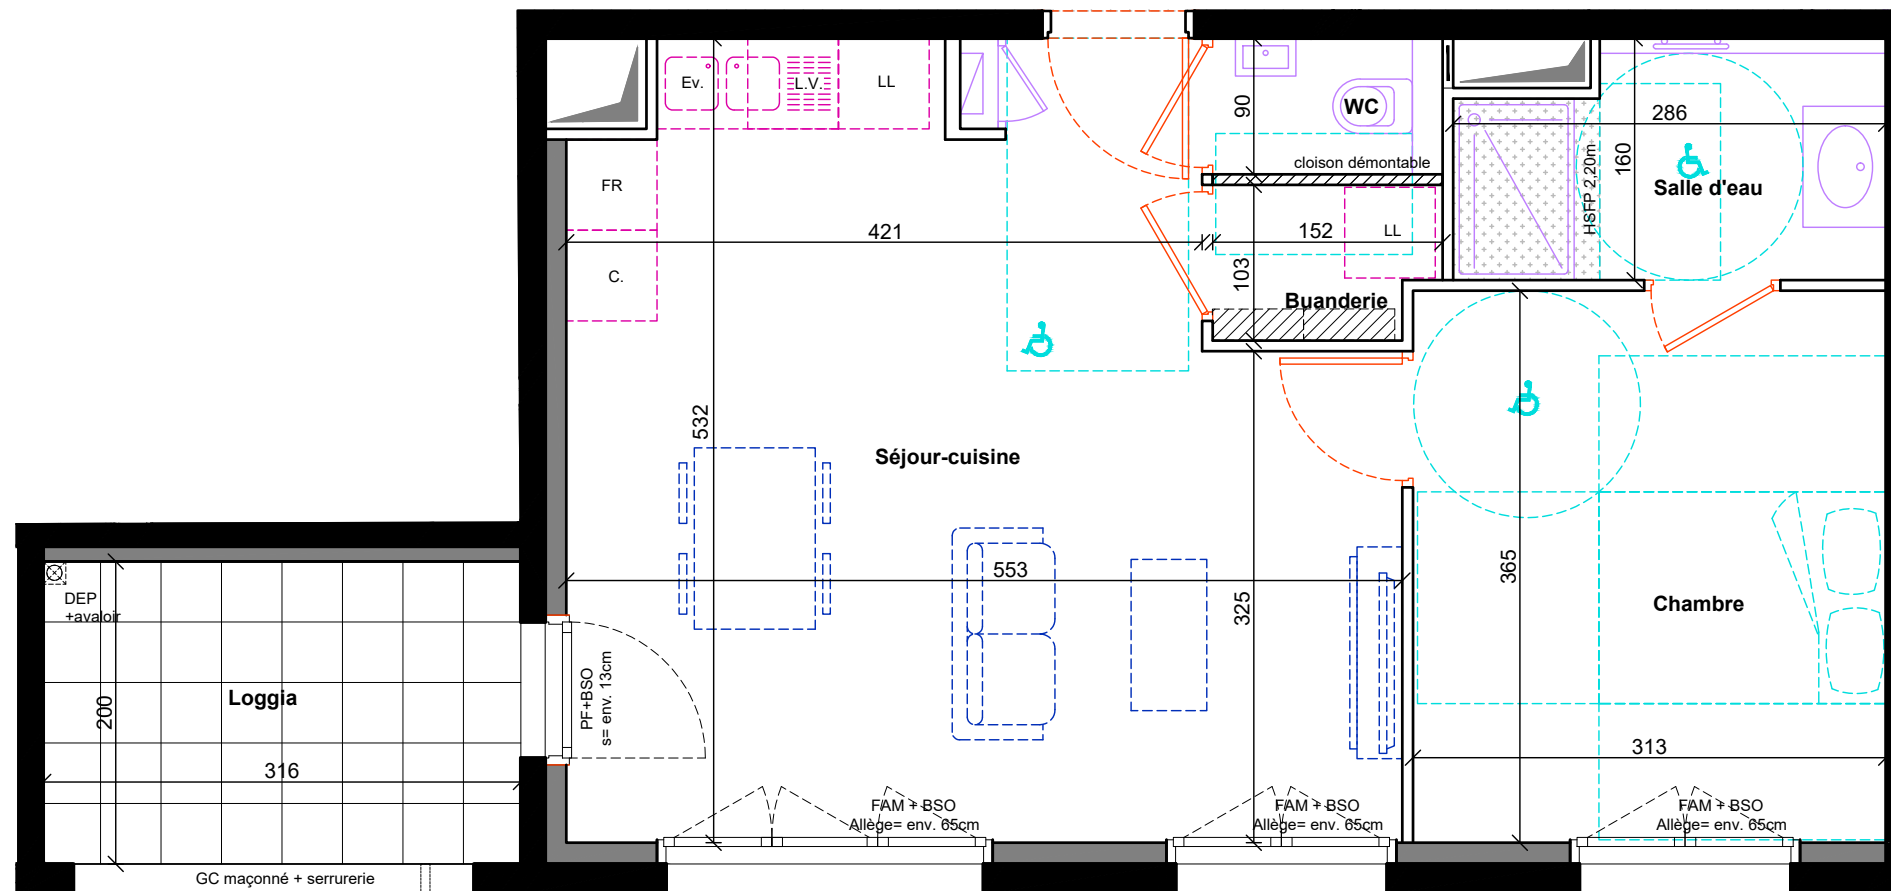 Ev.
L.V.
LL
WC
90
cloison démontable
286
160
HSFP 2,20m
Salle d'eau
FR
421
152
LL
103
C.
Buanderie
532
Séjour-cuisine
553
325
365
Chambre
DEP
+avaloir
Loggia
200
316
PF+BSO
s= env. 13cm
313
FAM + BSO
Allège= env. 65cm
FAM + BSO
Allège= env. 65cm
FAM + BSO
Allège= env. 65cm
GC maçonné + serrurerie